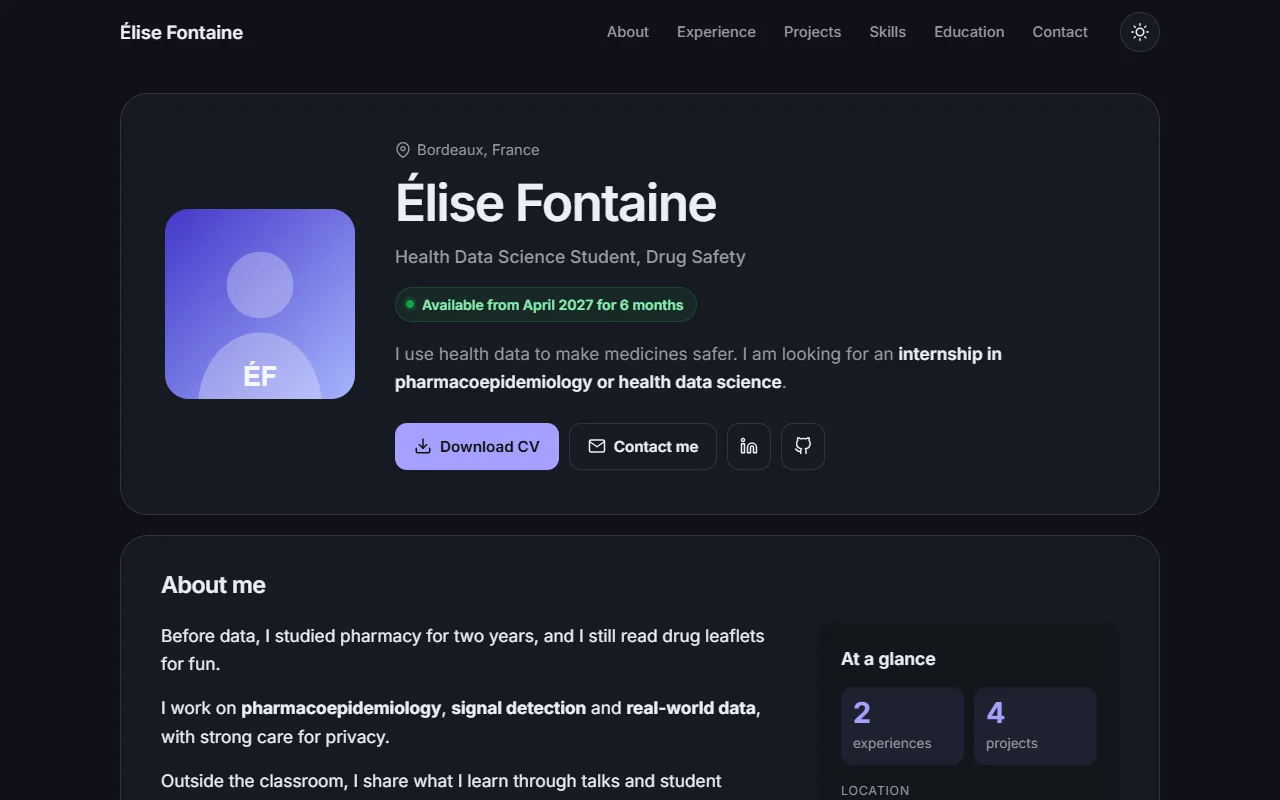 Élise Fontaine
About Experience Projects Skills Education Contact
Bordeaux, France
Élise Fontaine
Health Data Science Student, Drug Safety
Available from April 2027 for 6 months
I use health data to make medicines safer. I am looking for an internship in
pharmacoepidemiology or health data science.
ÉF
Download CV
Contact me
About me
Before data, I studied pharmacy for two years, and I still read drug leaflets
for fun.
I work on pharmacoepidemiology, signal detection and real-world data,
with strong care for privacy.
Outside the classroom, I share what I learn through talks and student
At a glance
2
experiences
4
projects
LOCATION